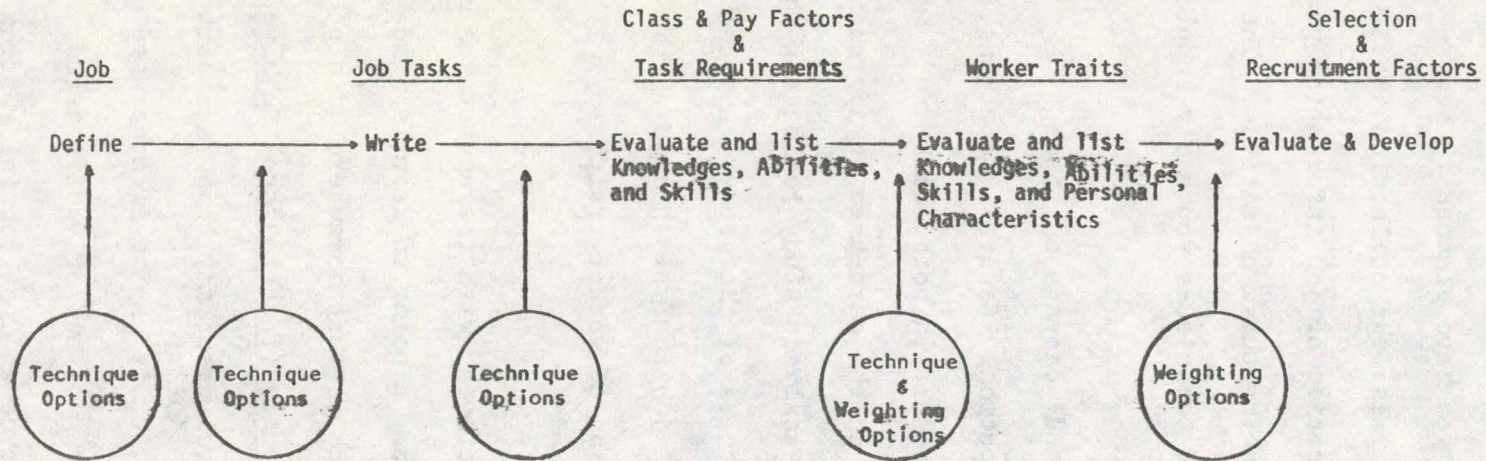 Class & Pay Factors
&
Task Requirements
Selection
&
Recruitment Factors
Job
Job Tasks
Worker Traits
Define
Write
Evaluate and list
Knowledges, Abilities,
and Skills
Evaluate and list
Knowledges, Abilities,
Skills, and Personal
Characteristics
Evaluate & Develop
Technique
Options
Technique
Options
Technique
Options
Technique
&
Weighting
Options
Weighting
Options